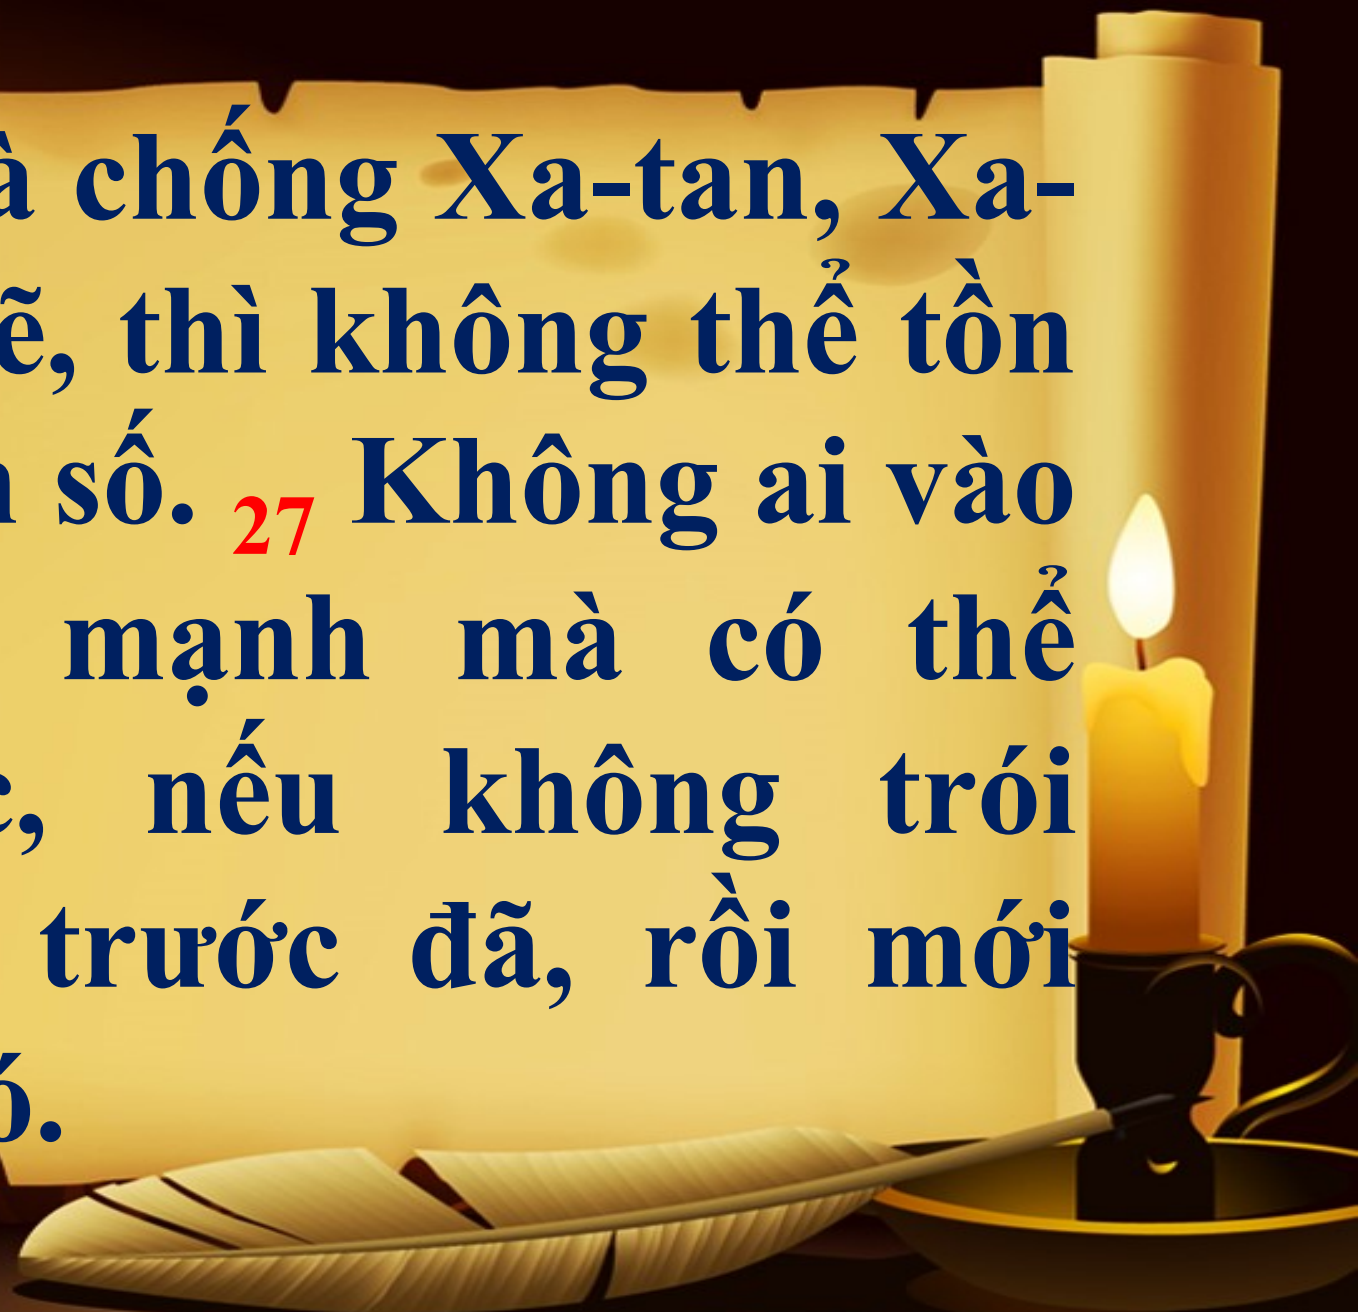 chống Xa-tan, Xa-
thì không thể tồn
số. 27 Không ai vào
mạnh mà có thể
nếu không trói
trước đã, rồi mới